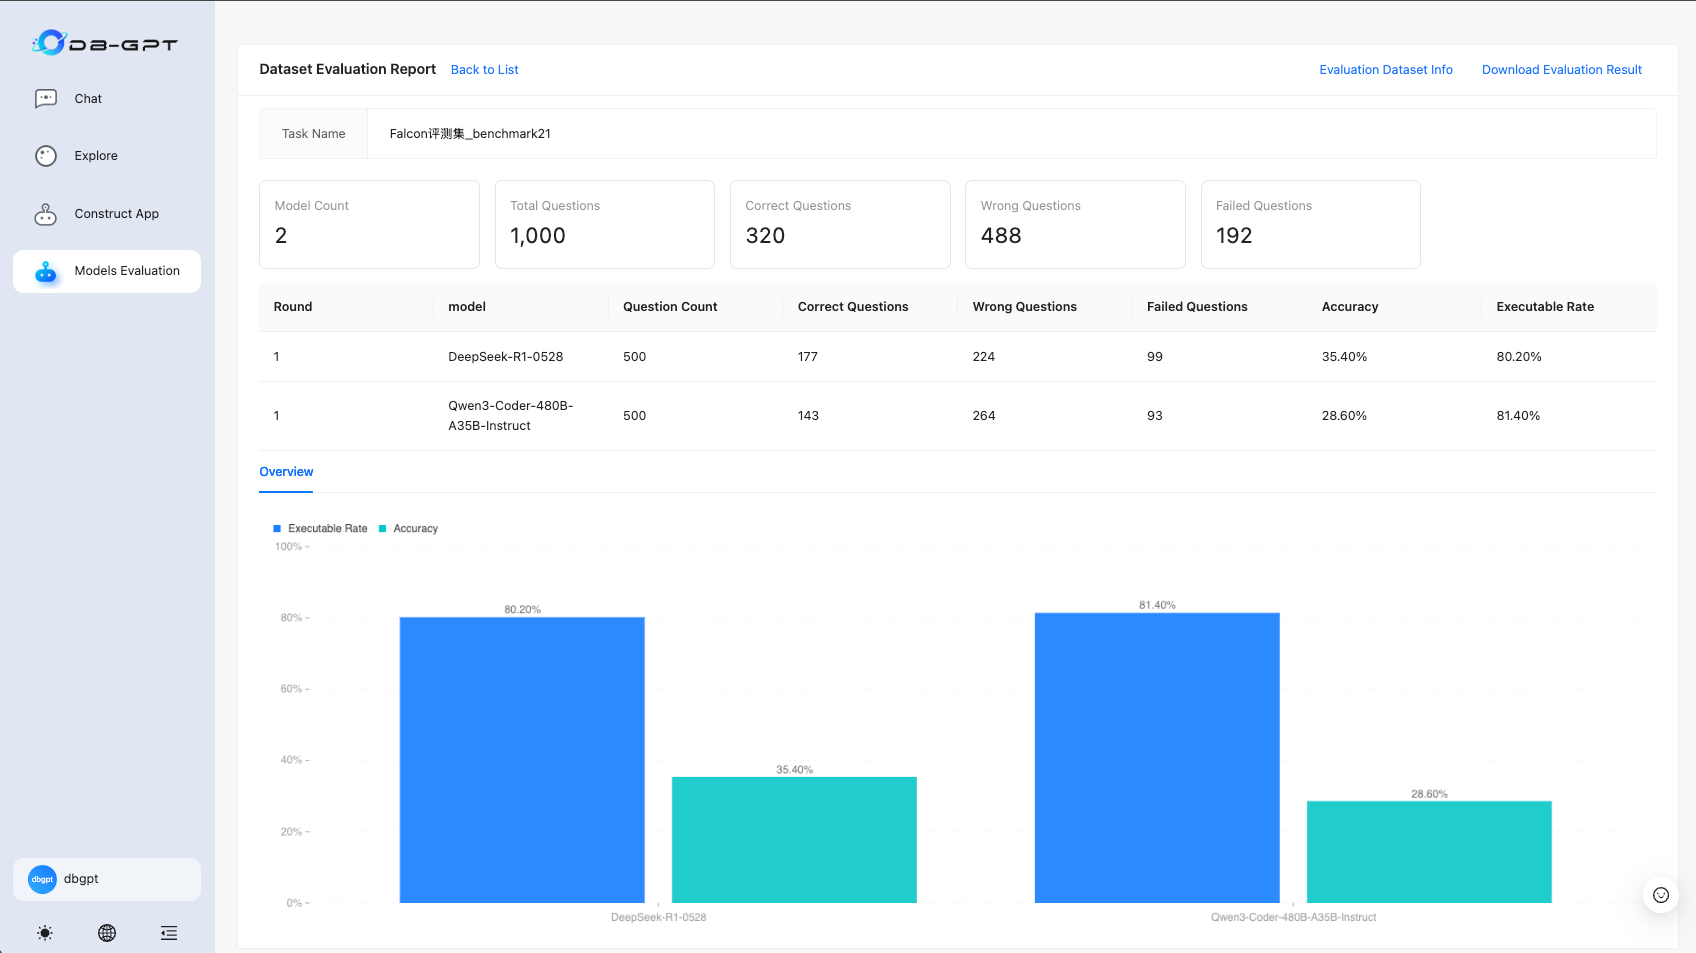 DB-GPT
Chat
Explore
Construct App
Models Evaluation
dbgpt
dbgpt
Dataset Evaluation Report Back to List
Evaluation Dataset Info Download Evaluation Result
Task Name Falcon评测集_benchmark21
Model Count
2
Total Questions
1,000
Correct Questions
320
Wrong Questions
488
Failed Questions
192
Round model Question Count Correct Questions Wrong Questions Failed Questions Accuracy Executable Rate
1 DeepSeek-R1-0528 500 177 224 99 35.40% 80.20%
1 Qwen3-Coder-480B-A35B-Instruct 500 143 264 93 28.60% 81.40%
Overview
Executable Rate Accuracy
100%
80%
60%
40%
20%
0%
80.20%
35.40%
81.40%
28.60%
DeepSeek-R1-0528
Qwen3-Coder-480B-A35B-Instruct